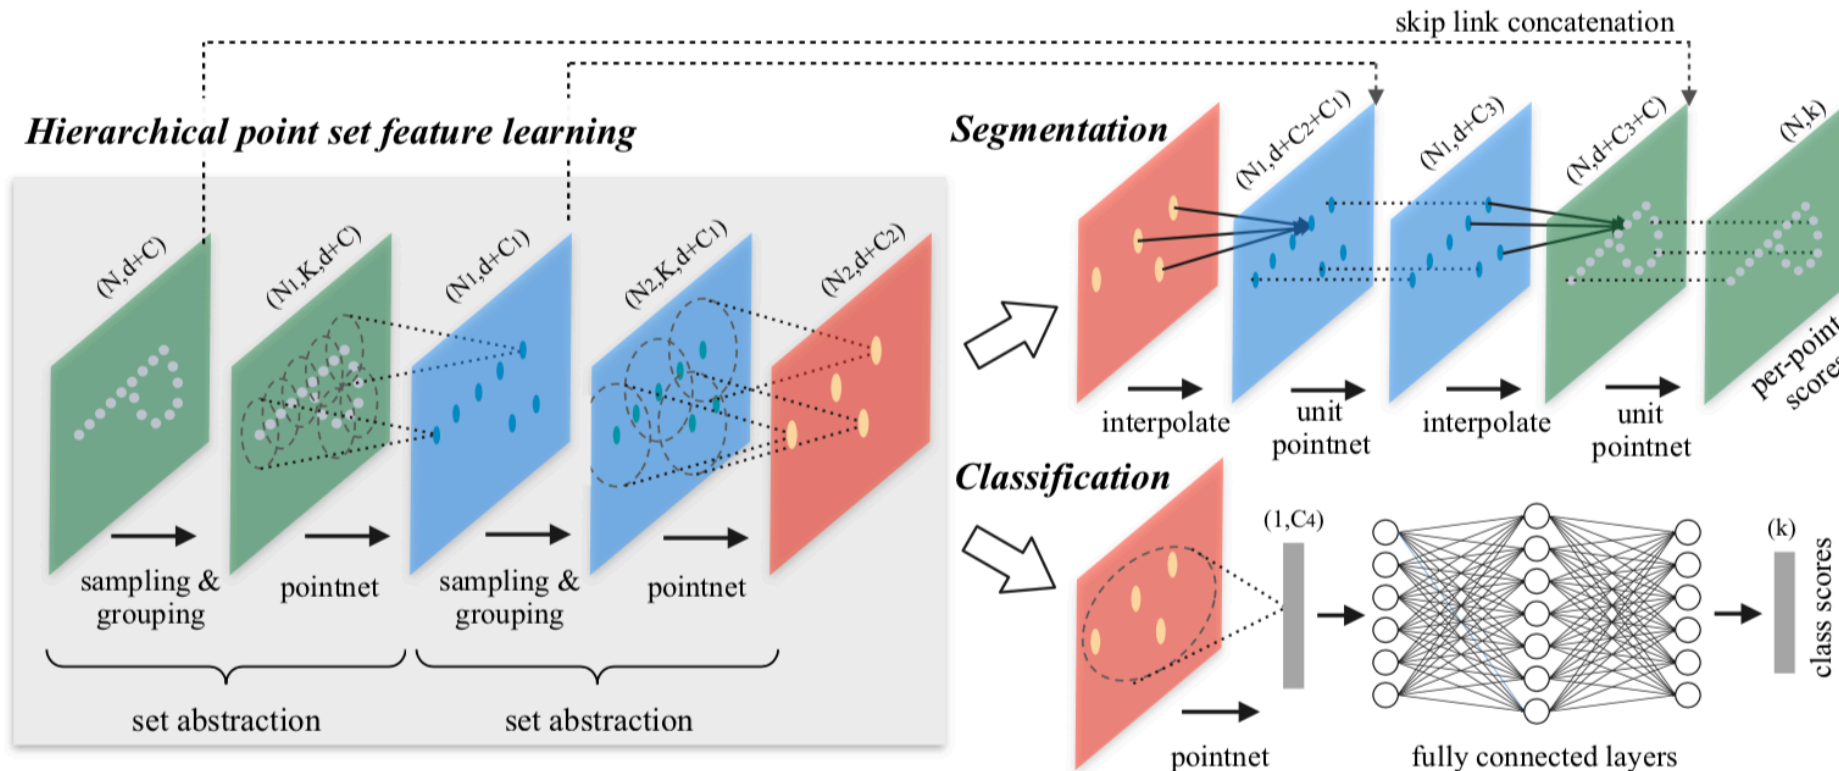 skip link concatenation
Hierarchical point set feature learning
(N,d+C)
(N1,K,d+C)
(N1,d+C1)
(N2,K,d+C1)
(N2,d+C2)
sampling &
grouping
pointnet
sampling &
grouping
pointnet
set abstraction
set abstraction
Segmentation
(N1,d+C2+C1)
(N1,d+C3)
(N,d+C3+C)
(N,k)
interpolate
unit
pointnet
interpolate
unit
pointnet
per-point
scores
Classification
(1,C4)
(k)
class scores
pointnet
fully connected layers